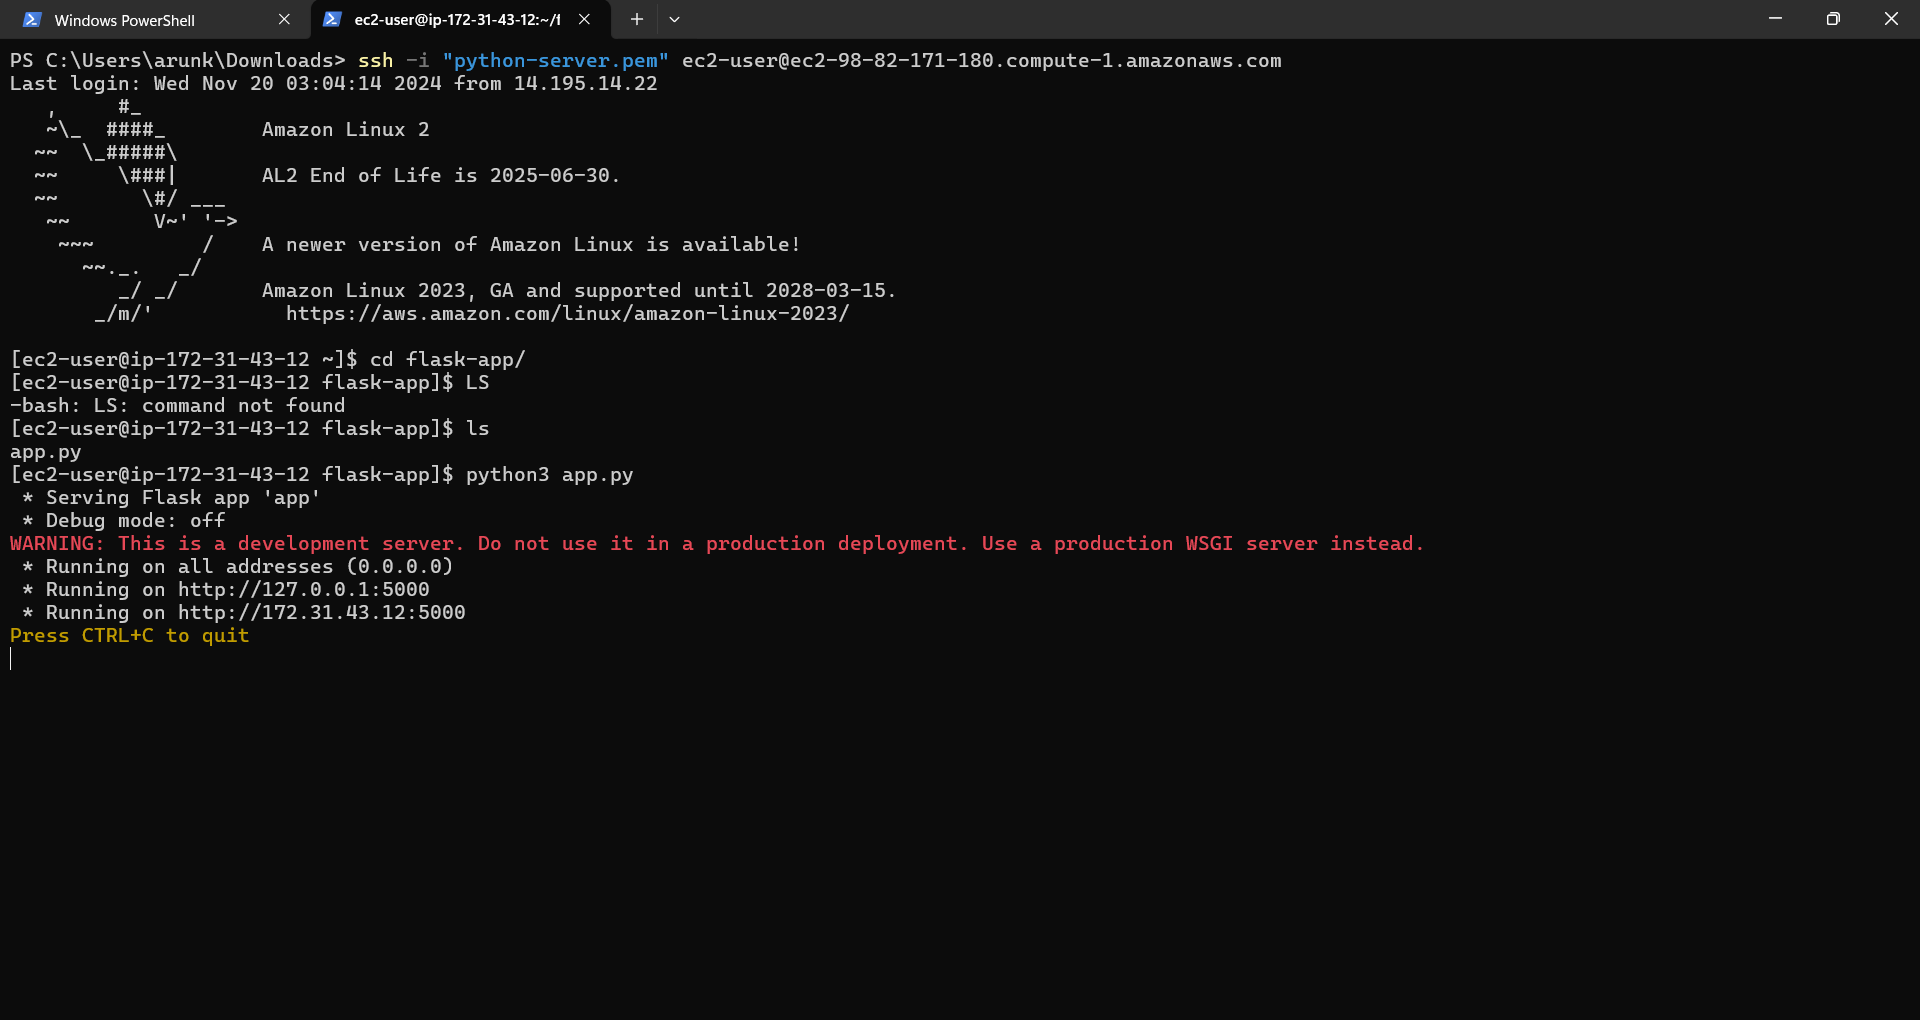 Windows PowerShell
ec2-user@ip-172-31-43-12:~/f
PS C:\Users\arunk\Downloads> ssh -i "python-server.pem" ec2-user@ec2-98-82-171-180.compute-1.amazonaws.com
Last login: Wed Nov 20 03:04:14 2024 from 14.195.14.22
   ,     #_
   ~\_  ####_        Amazon Linux 2
  ~~  \_#####\
  ~~     \###|       AL2 End of Life is 2025-06-30.
  ~~       \#/ ___
   ~~       V~' '->
    ~~~         /    A newer version of Amazon Linux is available!
      ~~._.   _/
         _/ _/       Amazon Linux 2023, GA and supported until 2028-03-15.
       _/m/'           https://aws.amazon.com/linux/amazon-linux-2023/
[ec2-user@ip-172-31-43-12 ~]$ cd flask-app/
[ec2-user@ip-172-31-43-12 flask-app]$ LS
-bash: LS: command not found
[ec2-user@ip-172-31-43-12 flask-app]$ ls
app.py
[ec2-user@ip-172-31-43-12 flask-app]$ python3 app.py
 * Serving Flask app 'app'
 * Debug mode: off
WARNING: This is a development server. Do not use it in a production deployment. Use a production WSGI server instead.
 * Running on all addresses (0.0.0.0)
 * Running on http://127.0.0.1:5000
 * Running on http://172.31.43.12:5000
Press CTRL+C to quit